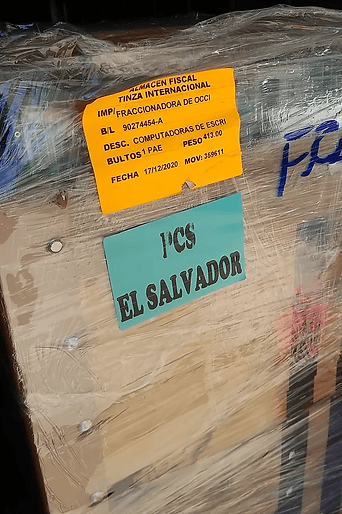 ALMACEN FISCAL
TINZA INTERNACIONAL
IMP/FRACCIONADORA DE OCCI
B/L 90274454-A
DESC. COMPUTADORAS DE ESCRI
BULTOS 1 PAE PESO 413.00
FECHA 17/12/2020 MOV: 359611
PCS
EL SALVADOR